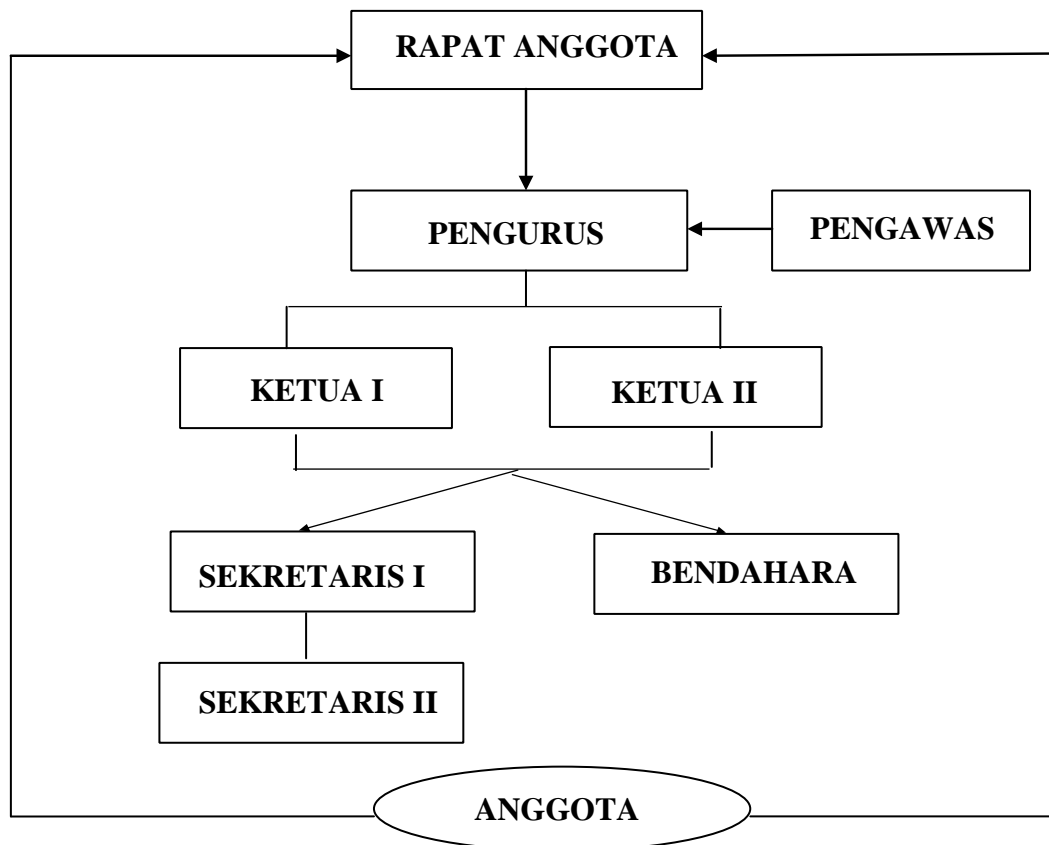 RAPAT ANGGOTA
PENGURUS
PENGAWAS
KETUA I
KETUA II
SEKRETARIS I
BENDAHARA
SEKRETARIS II
ANGGOTA